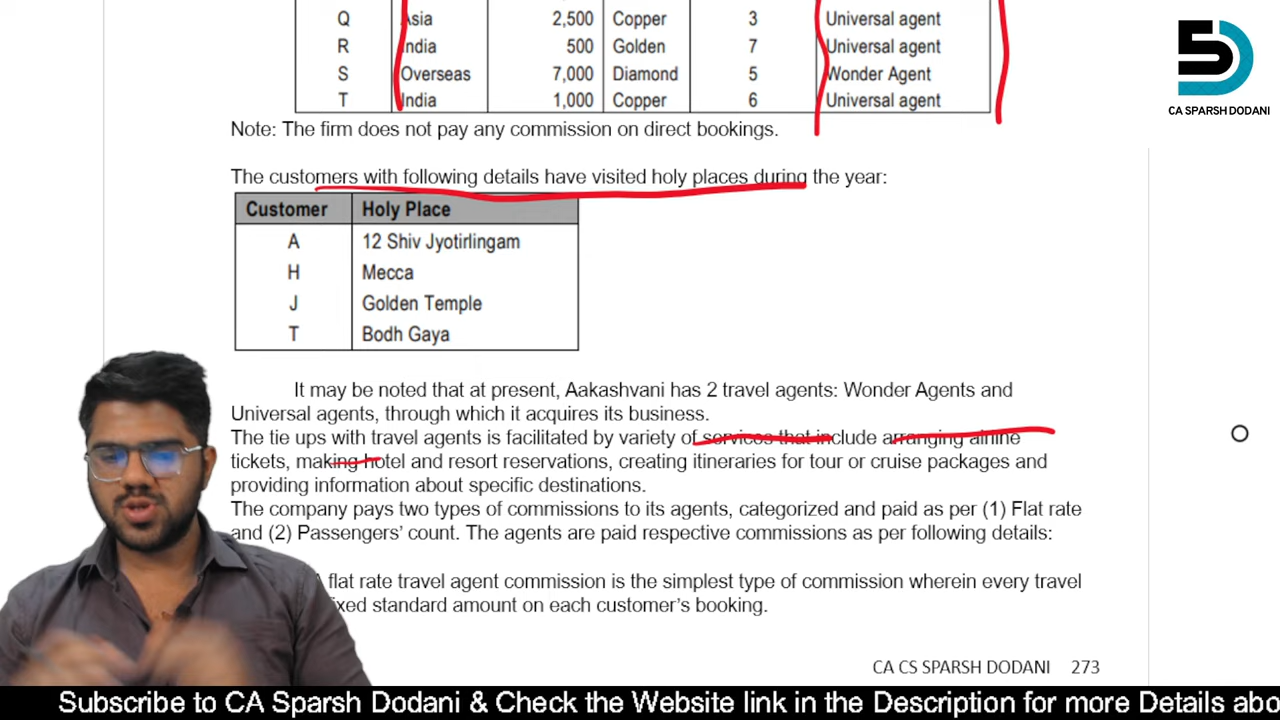 Q Asia 2,500 Copper 3 Universal agent
R India 500 Golden 7 Universal agent
S Overseas 7,000 Diamond 5 Wonder Agent
T India 1,000 Copper 6 Universal agent
CA SPARSH DODANI
Note: The firm does not pay any commission on direct bookings.
The customers with following details have visited holy places during the year:
Customer Holy Place
A 12 Shiv Jyotirlingam
H Mecca
J Golden Temple
T Bodh Gaya
It may be noted that at present, Aakashvani has 2 travel agents: Wonder Agents and
Universal agents, through which it acquires its business.
The tie ups with travel agents is facilitated by variety of services that include arranging airline
tickets, making hotel and resort reservations, creating itineraries for tour or cruise packages and
providing information about specific destinations.
The company pays two types of commissions to its agents, categorized and paid as per (1) Flat rate
and (2) Passengers' count. The agents are paid respective commissions as per following details:
flat rate travel agent commission is the simplest type of commission wherein every travel
standard amount on each customer's booking.
CA CS SPARSH DODANI 273
Subscribe to CA Sparsh Dodani & Check the Website link in the Description for more Details